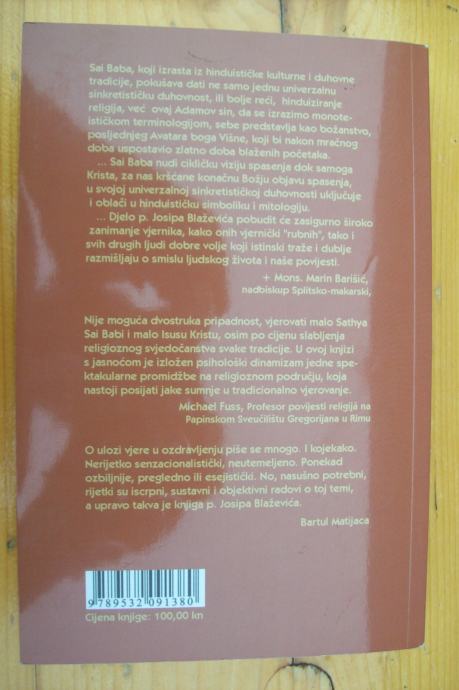 Sai Baba, koji izrasta iz hinduističke kulturne i duhovne
tradicije, pokušava dati ne samo jednu univerzalnu
sinkretističku duhovnost, ili bolje reći, hinduiziranje
religija, već ovaj Adamov sin, da se izrazimo monote-
ističkom terminologijom, sebe predstavlja kao božanstvo,
posljednjeg Avatara boga Višne, koji bi nakon mračnog
doba uspostavio zlatno doba blaženih početaka.
... Sai Baba nudi cikličku viziju spasenja dok samoga
Krista, za nas kršćane konačnu Božju objavu spasenja,
u svojoj univerzalnoj sinkretističkoj duhovnosti uključuje
i oblači u hinduističku simboliku i mitologiju.
... Djelo p. Josipa Blaževića pobudit će zasigurno široko
zanimanje vjernika, kako onih vjernički "rubnih", tako i
svih drugih ljudi dobre volje koji istinski traže i dublje
razmišljaju o smislu ljudskog života i naše povijesti.
+ Mons. Marin Barišić,
nadbiskup Splitsko-makarski,
Nije moguća dvostruka pripadnost, vjerovati malo Sathya
Sai Babi i malo Isusu Kristu, osim po cijenu slabljenja
religioznog svjedočanstva svake tradicije. U ovoj knjizi
s jasnoćom je izložen psihološki dinamizam jedne spe-
ktakularne promidžbe na religioznom području, koja
nastoji posijati jake sumnje u tradicionalno vjerovanje.
Michael Fuss, Profesor povijesti religijâ na
Papinskom Sveučilištu Gregorijana u Rimu
O ulozi vjere u ozdravljenju piše se mnogo. I kojekako.
Nerijetko senzacionalistički, neutemeljeno. Ponekad
ozbiljnije, pregledno ili esejistički. No, nasušno potrebni,
rijetki su iscrpni, sustavni i objektivni radovi o toj temi,
a upravo takva je knjiga p. Josipa Blaževića.
Bartul Matijaca
9 789532 091380
Cijena knjige: 100,00 kn